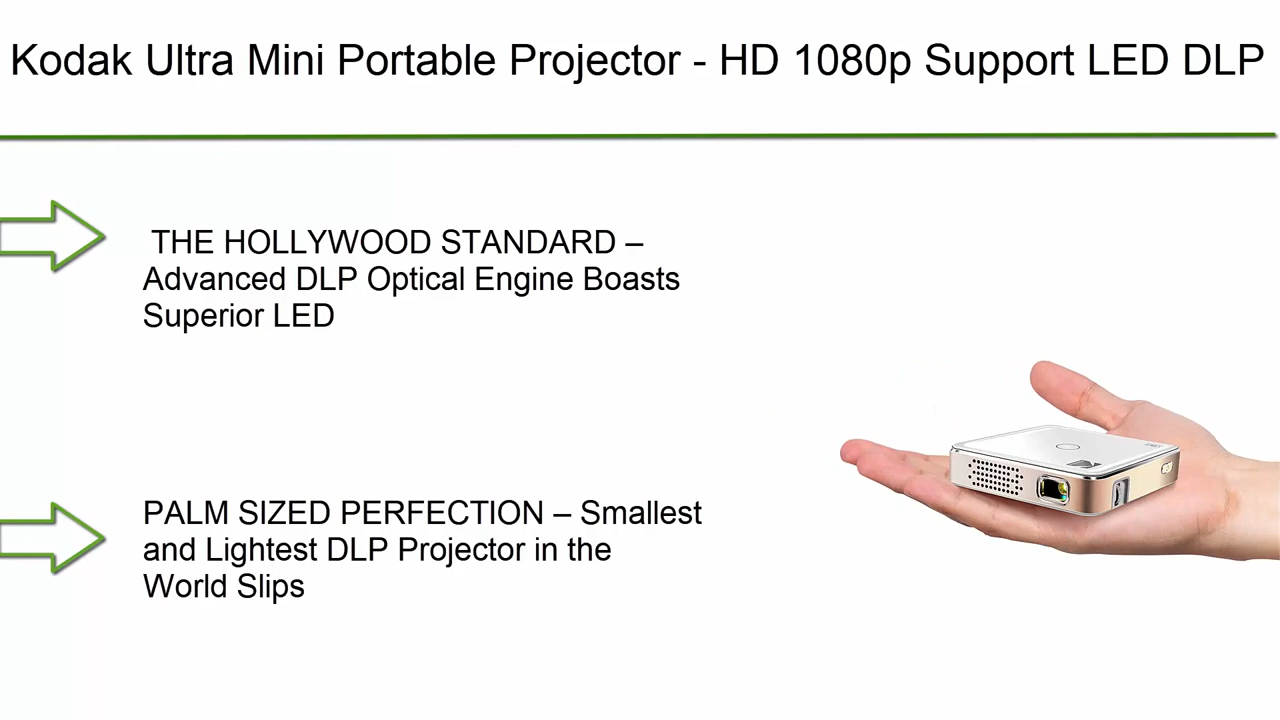 Kodak Ultra Mini Portable Projector - HD 1080p Support LED DLP
THE HOLLYWOOD STANDARD –
Advanced DLP Optical Engine Boasts
Superior LED
PALM SIZED PERFECTION – Smallest
and Lightest DLP Projector in the
World Slips